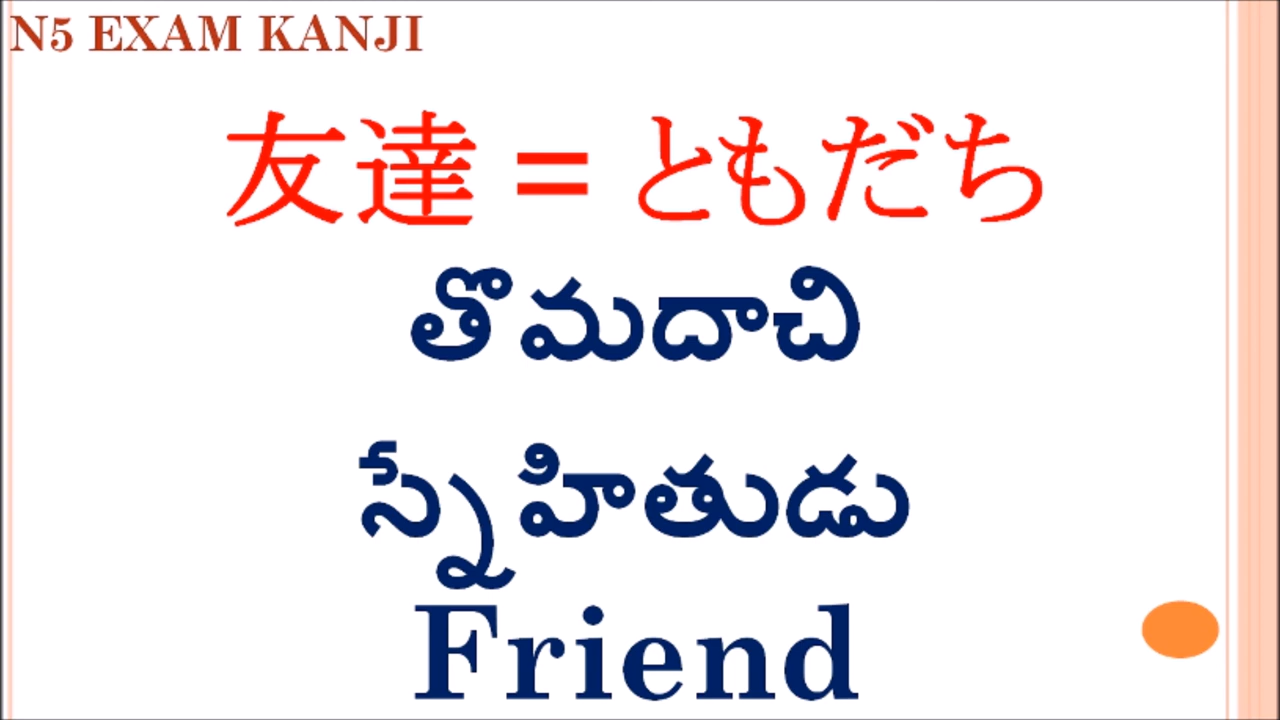 N5 EXAM KANJI
友達 = ともだち
తొమదాచి
స్నేహితుడు
Friend